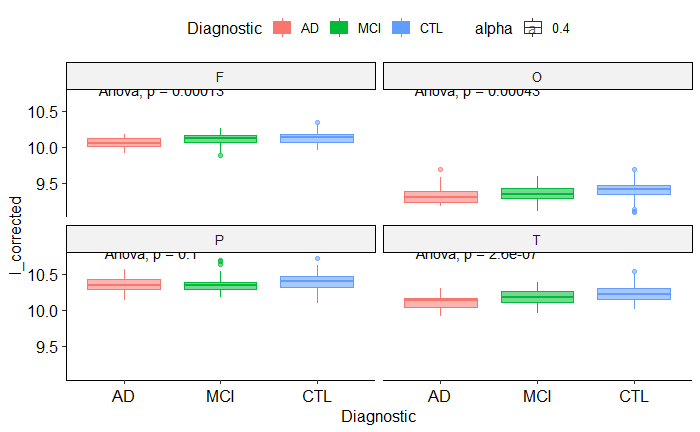 Diagnostic AD MCI CTL alpha a 0.4
F O
Anova, p = 0.00013 Anova, p = 0.00043
10.5
10.0
9.5
P T
Anova, p = 0.1 Anova, p = 2.6e-07
10.5
10.0
9.5
I_corrected
AD MCI CTL AD MCI CTL
Diagnostic